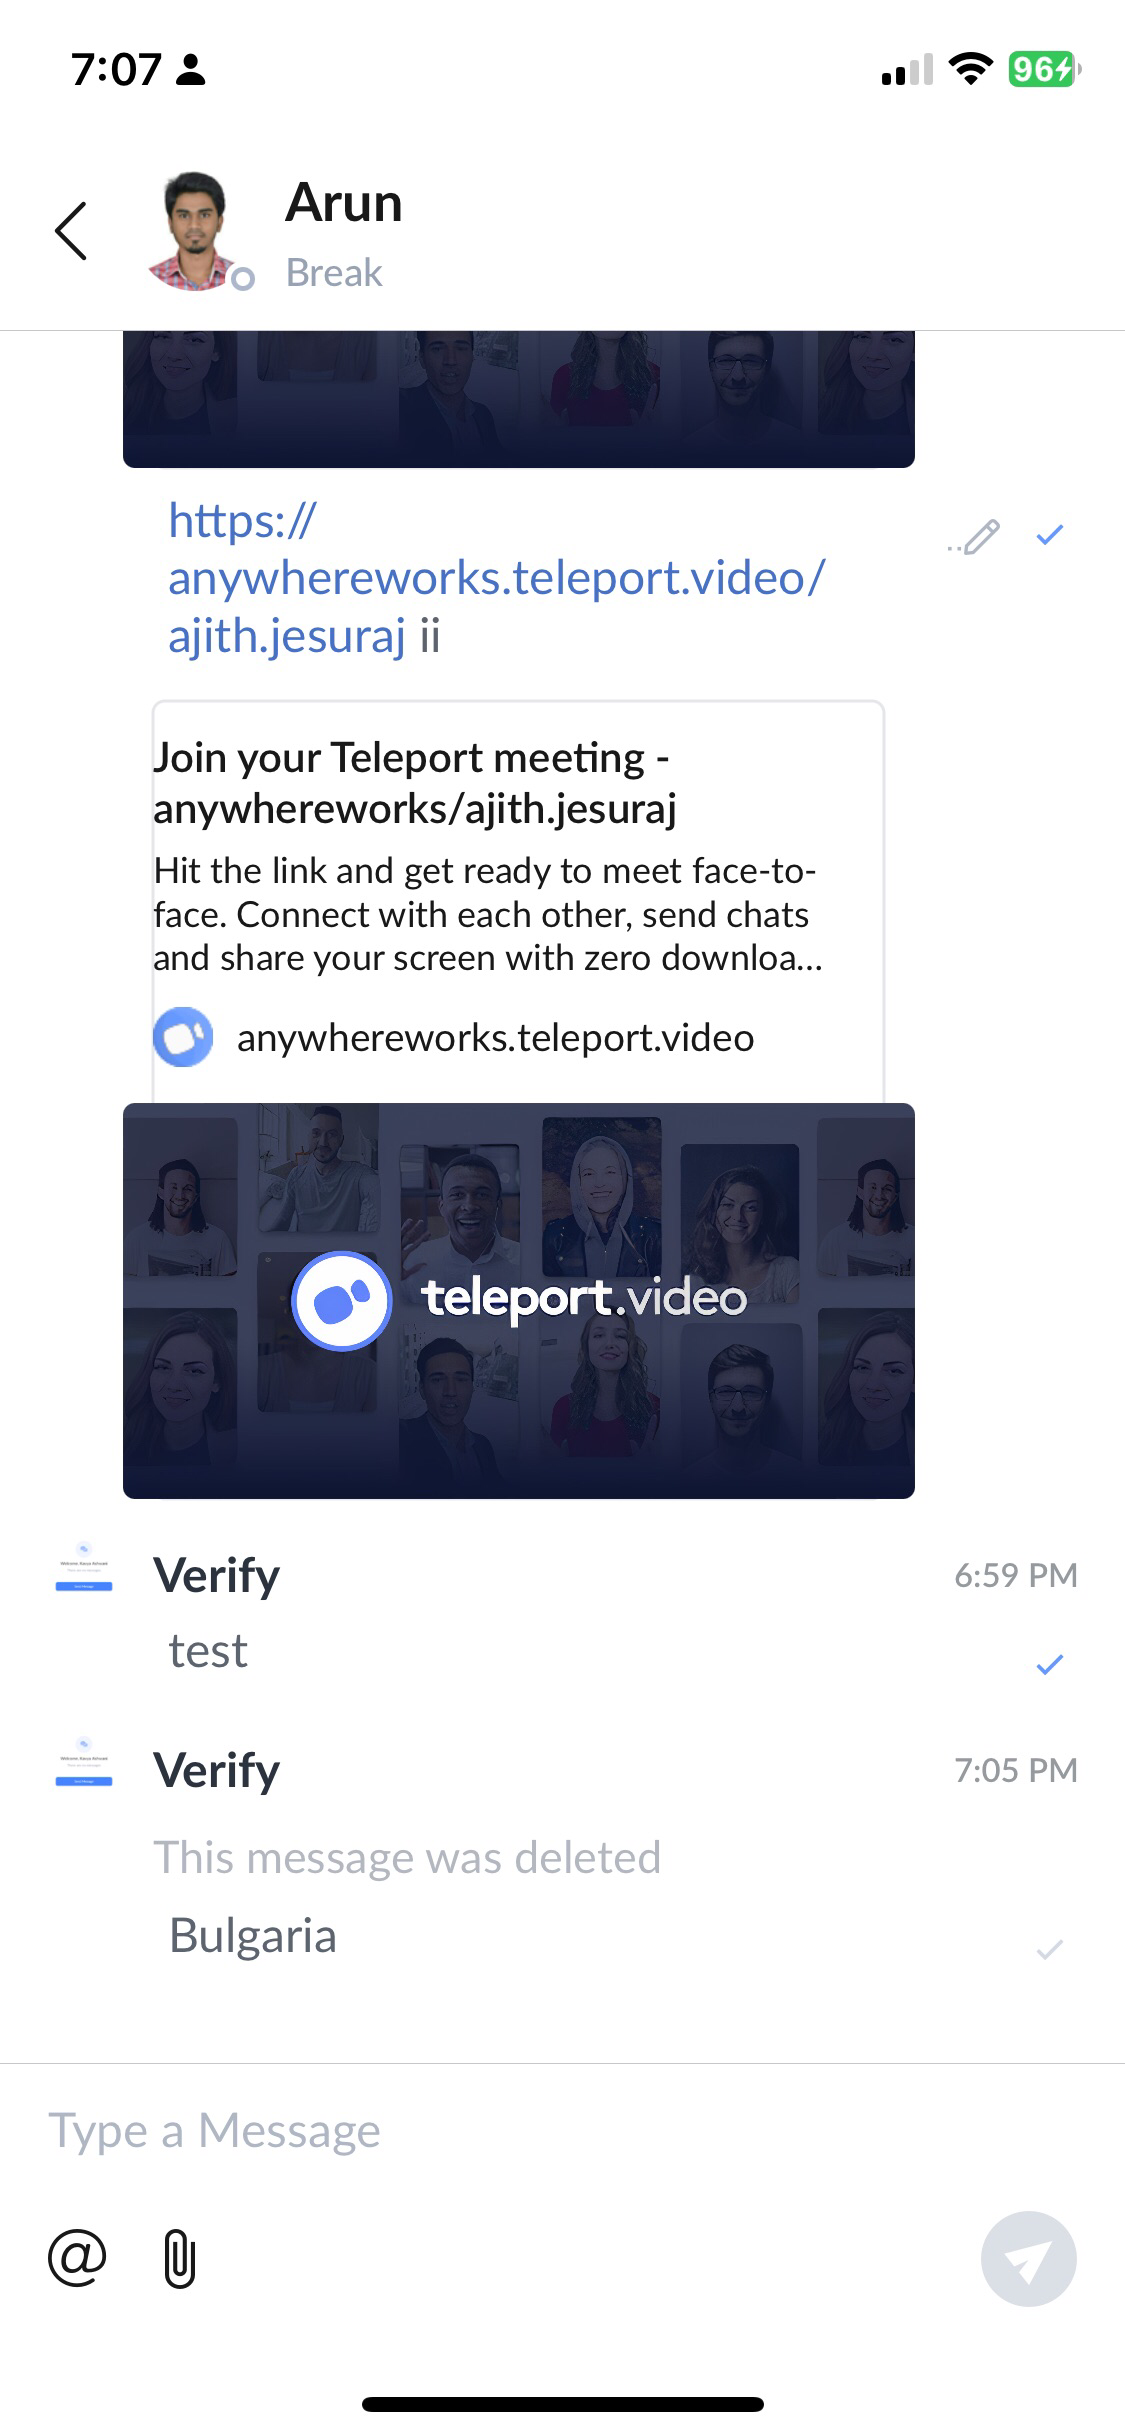 7:07
96
Arun
Break
https://
anywhereworks.teleport.video/
ajith.jesuraj ii
Join your Teleport meeting -
anywhereworks/ajith.jesuraj
Hit the link and get ready to meet face-to-
face. Connect with each other, send chats
and share your screen with zero downloa...
anywhereworks.teleport.video
teleport.video
Verify 6:59 PM
test
Verify 7:05 PM
This message was deleted
Bulgaria
Type a Message
@